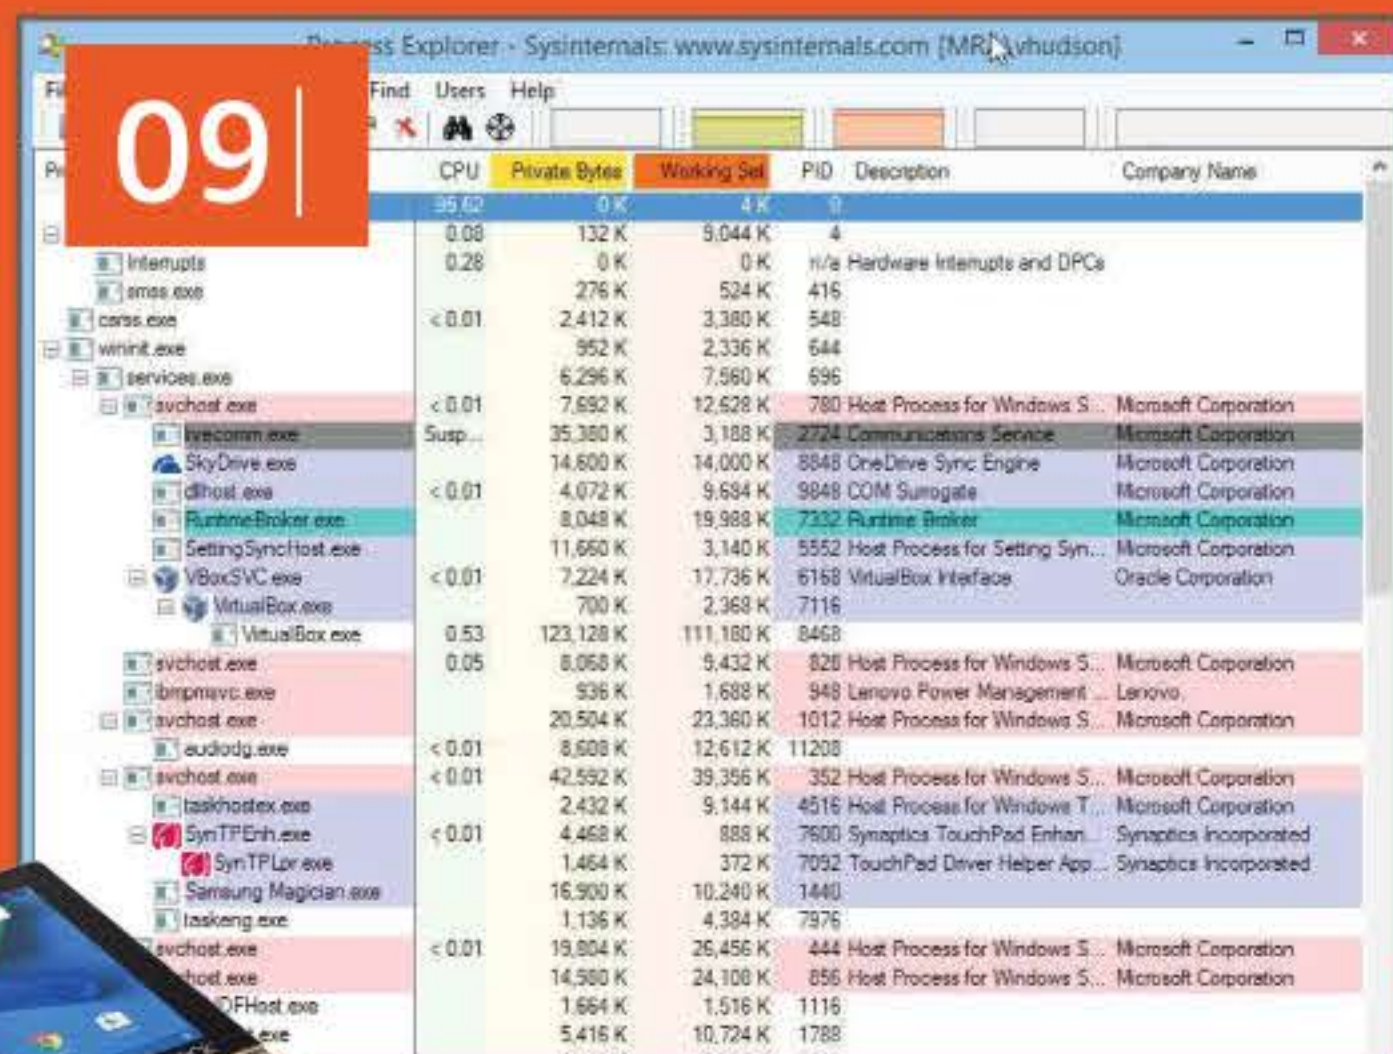 09
Process Explorer - Sysinternals: www.sysinternals.com [MR vhudson]
Find Users Help
CPU Private Bytes Working Set PID Description Company Name
95.62 0 K 4 K 0
0.08 132 K 9,044 K 4
Interrupts 0.28 0 K 0 K n/a Hardware Interrupts and DPCs
smss.exe 276 K 524 K 416
csrss.exe < 0.01 2,412 K 3,380 K 548
wininit.exe 952 K 2,336 K 644
services.exe 6,296 K 7,560 K 696
svchost.exe < 0.01 7,692 K 12,628 K 780 Host Process for Windows S... Microsoft Corporation
livecomm.exe Susp... 35,380 K 3,188 K 2724 Communications Service Microsoft Corporation
SkyDrive.exe 14,600 K 14,000 K 8848 OneDrive Sync Engine Microsoft Corporation
dllhost.exe < 0.01 4,072 K 9,684 K 9848 COM Surrogate Microsoft Corporation
RuntimeBroker.exe 8,048 K 19,988 K 7332 Runtime Broker Microsoft Corporation
SettingSyncHost.exe 11,660 K 3,140 K 5552 Host Process for Setting Syn... Microsoft Corporation
VBoxSVC.exe < 0.01 7,224 K 17,736 K 6168 VirtualBox Interface Oracle Corporation
VirtualBox.exe 700 K 2,368 K 7116
VirtualBox.exe 0.53 123,128 K 111,180 K 8468
svchost.exe 0.05 8,068 K 9,432 K 828 Host Process for Windows S... Microsoft Corporation
ibmpmsvc.exe 936 K 1,688 K 948 Lenovo Power Management ... Lenovo.
svchost.exe 20,504 K 23,360 K 1012 Host Process for Windows S... Microsoft Corporation
audiodg.exe < 0.01 8,608 K 12,612 K 11208
svchost.exe < 0.01 42,592 K 39,356 K 352 Host Process for Windows S... Microsoft Corporation
taskhostex.exe 2,432 K 9,144 K 4516 Host Process for Windows T... Microsoft Corporation
SynTPEnh.exe < 0.01 4,468 K 888 K 7600 Synaptics TouchPad Enhan... Synaptics Incorporated
SynTPLpr.exe 1,464 K 372 K 7092 TouchPad Driver Helper App... Synaptics Incorporated
Samsung Magician.exe 16,900 K 10,240 K 1440
taskeng.exe 1,136 K 4,384 K 7976
svchost.exe < 0.01 19,804 K 26,456 K 444 Host Process for Windows S... Microsoft Corporation
host.exe 14,980 K 24,108 K 856 Host Process for Windows S... Microsoft Corporation
DFHost.exe 1,664 K 1,516 K 1116
.exe 5,416 K 10,724 K 1788